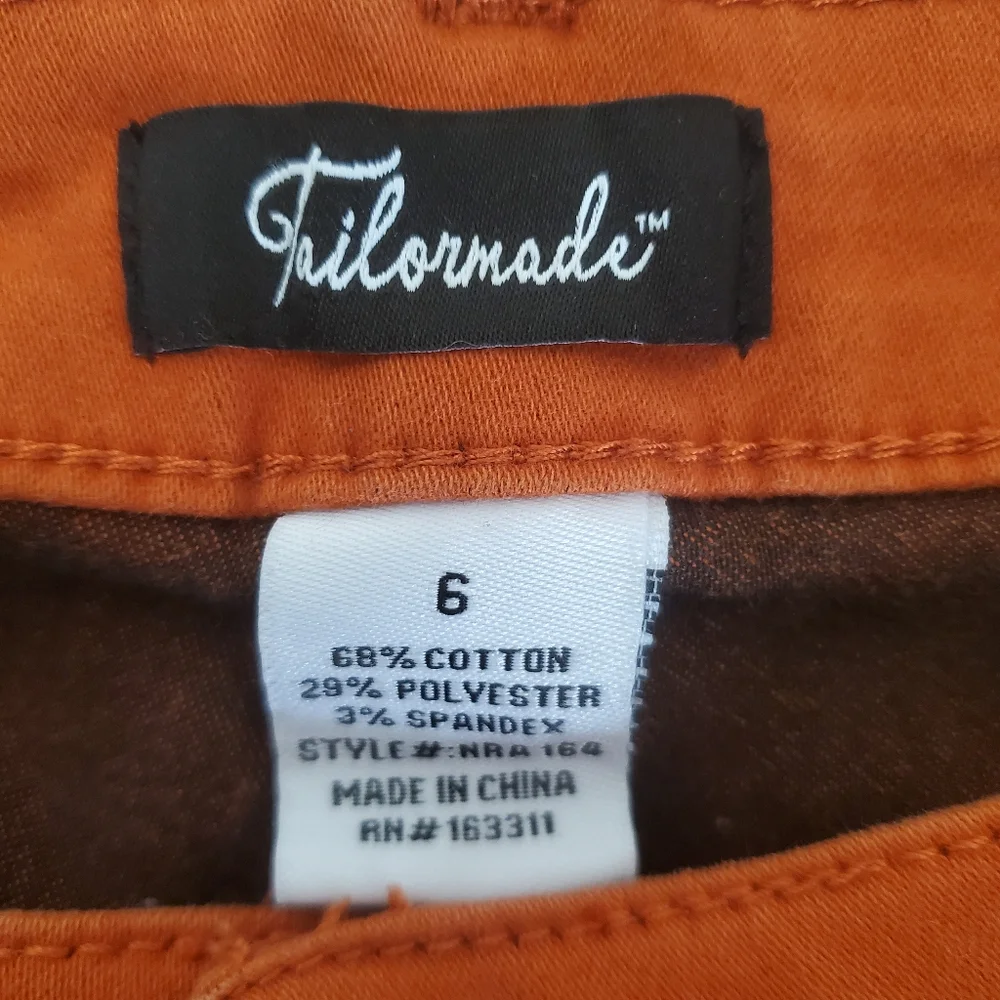 Tailormade™
6
68% COTTON
29% POLYESTER
3% SPANDEX
STYLE#:NRA 164
MADE IN CHINA
RN#163311